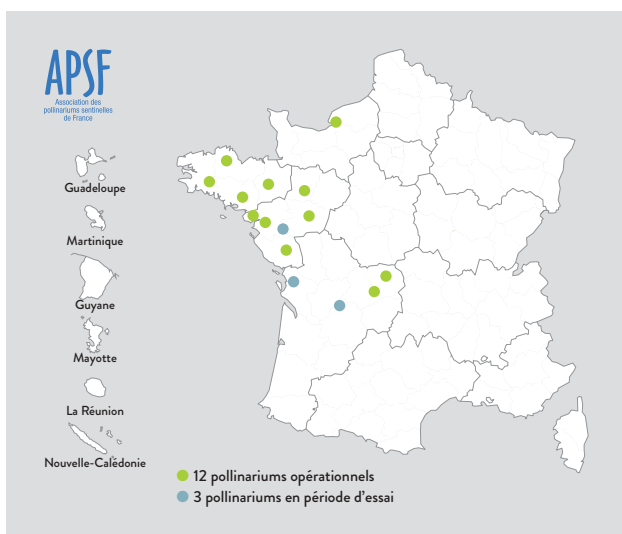 APSF
Association des
pollinariums sentinelles
de France
Guadeloupe
Martinique
Guyane
Mayotte
La Réunion
Nouvelle-Calédonie
12 pollinariums opérationnels
3 pollinariums en période d'essai